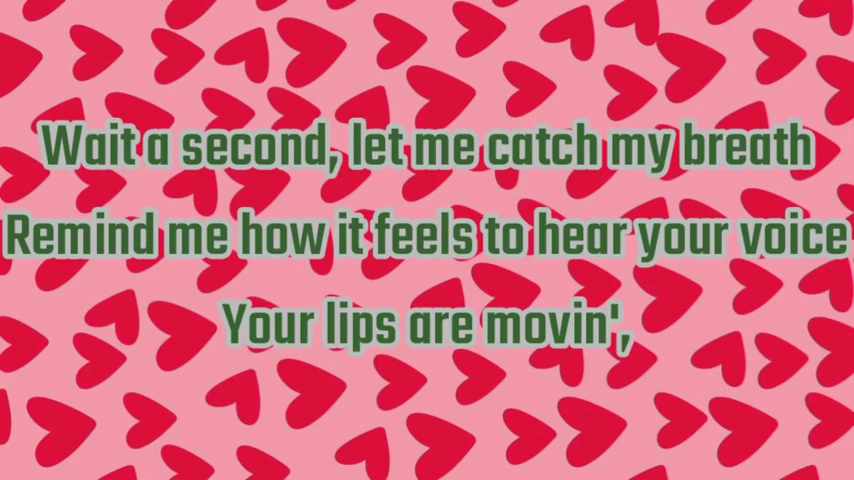 Wait a second, let me catch my breath
Remind me how it feels to hear your voice
Your lips are movin',